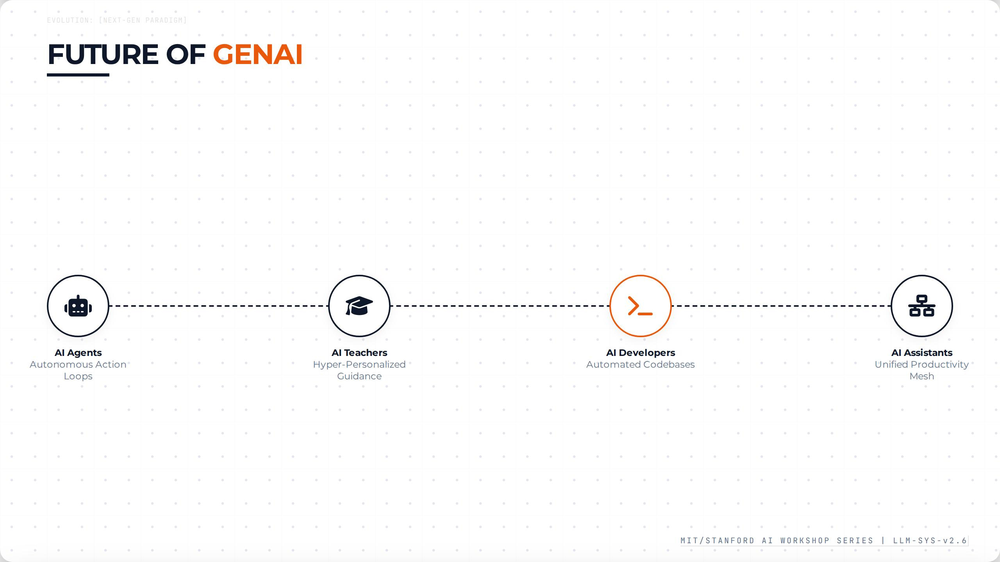 EVOLUTION: [NEXT-GEN PARADIGM]
FUTURE OF GENAI
AI Agents
Autonomous Action
Loops
AI Teachers
Hyper-Personalized
Guidance
AI Developers
Automated Codebases
AI Assistants
Unified Productivity
Mesh
MIT/STANFORD AI WORKSHOP SERIES | LLM-SYS-v2.6